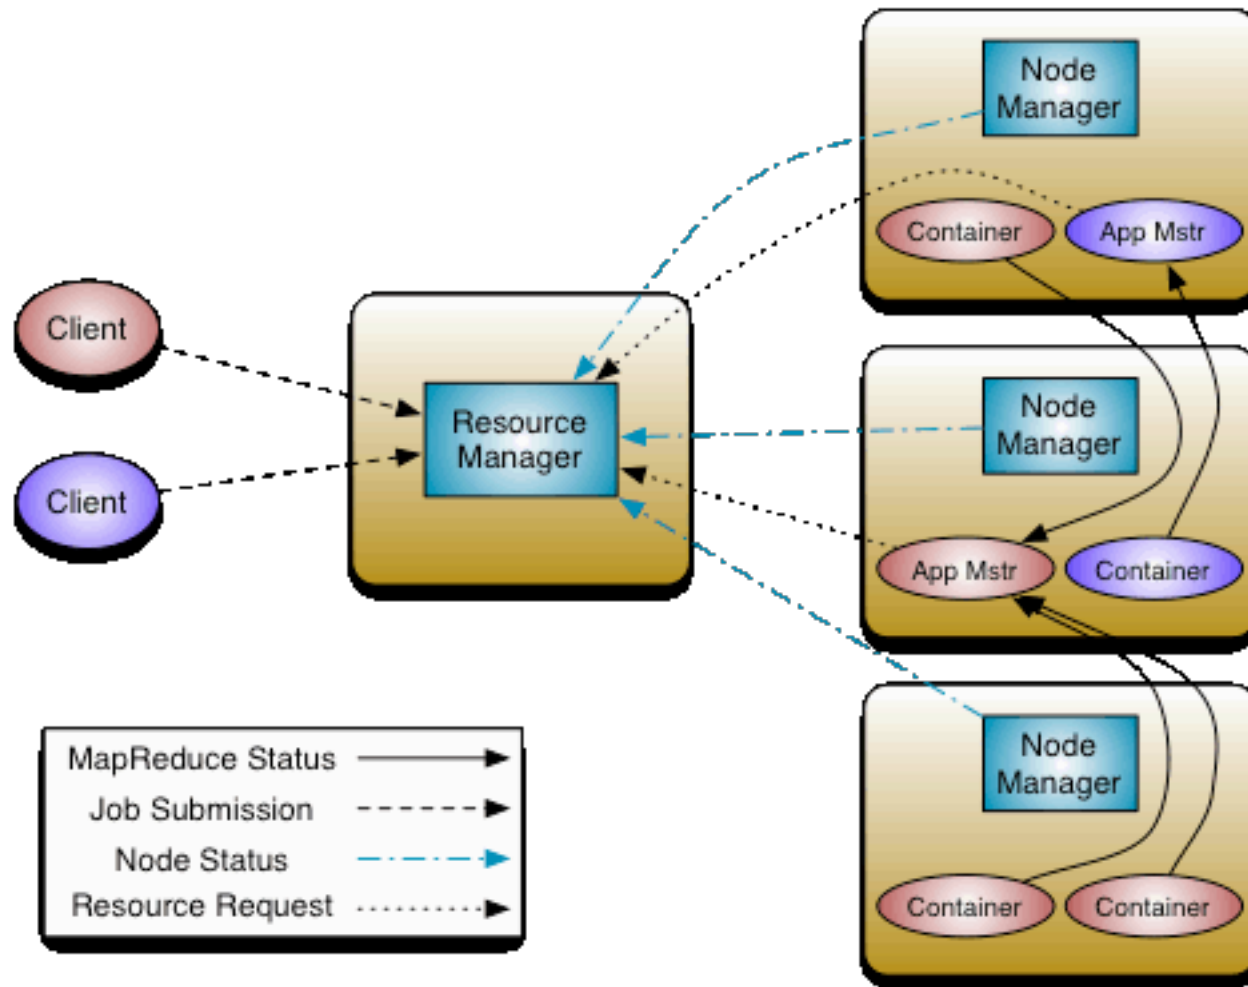 Node
Manager
Container
App Mstr
Client
Resource
Manager
Node
Manager
Client
App Mstr
Container
Node
Manager
MapReduce Status
Job Submission
Node Status
Resource Request
Container
Container